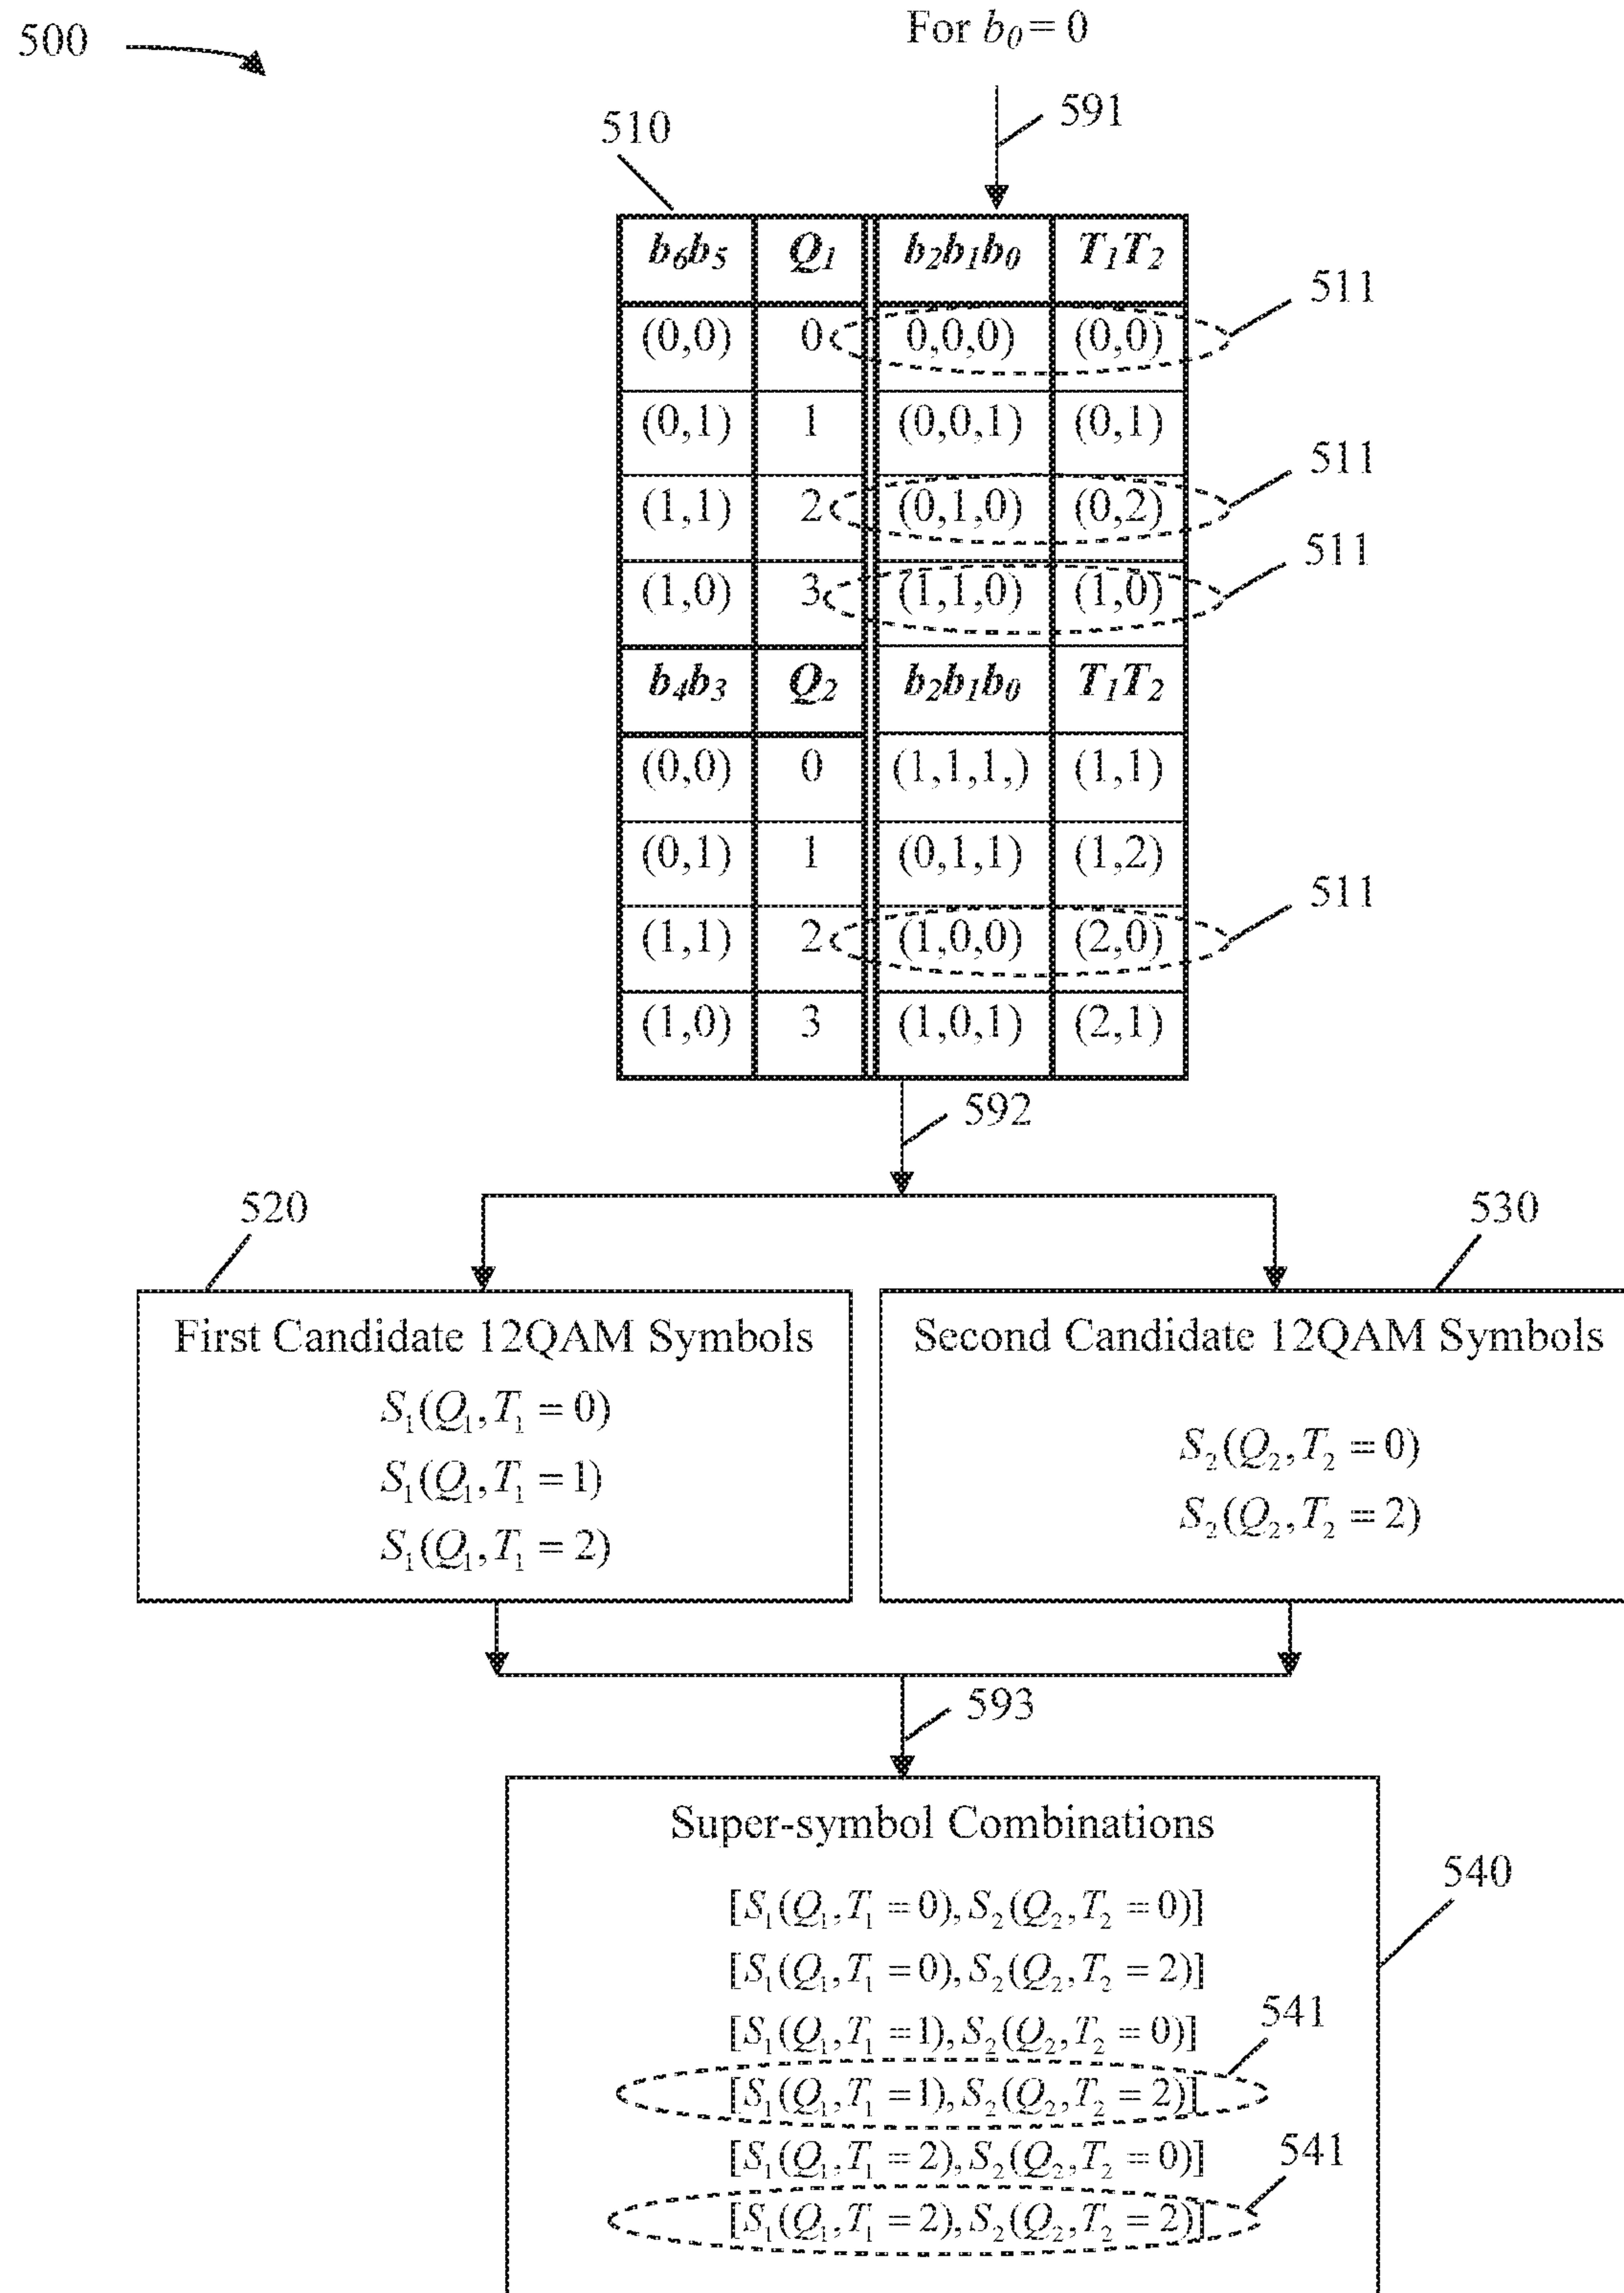 500
For b0 = 0
591
510
b6b5 Q1 b2b1b0 T1T2
511
(0,0) 0 0,0,0) (0,0)
(0,1) 1 (0,0,1) (0,1)
511
(1,1) 2 (0,1,0) (0,2)
511
(1,0) 3 (1,1,0) (1,0)
b4b3 Q2 b2b1b0 T1T2
(0,0) 0 (1,1,1,) (1,1)
(0,1) 1 (0,1,1) (1,2)
511
(1,1) 2 (1,0,0) (2,0)
(1,0) 3 (1,0,1) (2,1)
592
520
530
First Candidate 12QAM Symbols
S1(Q1,T1 = 0)
S1(Q1,T1 = 1)
S1(Q1,T1 = 2)
Second Candidate 12QAM Symbols
S2(Q2,T2 = 0)
S2(Q2,T2 = 2)
593
Super-symbol Combinations
540
[S1(Q1,T1 = 0),S2(Q2,T2 = 0)]
[S1(Q1,T1 = 0),S2(Q2,T2 = 2)]
541
[S1(Q1,T1 = 1),S2(Q2,T2 = 0)]
[S1(Q1,T1 = 1),S2(Q2,T2 = 2)]
541
[S1(Q1,T1 = 2),S2(Q2,T2 = 0)]
[S1(Q1,T1 = 2),S2(Q2,T2 = 2)]